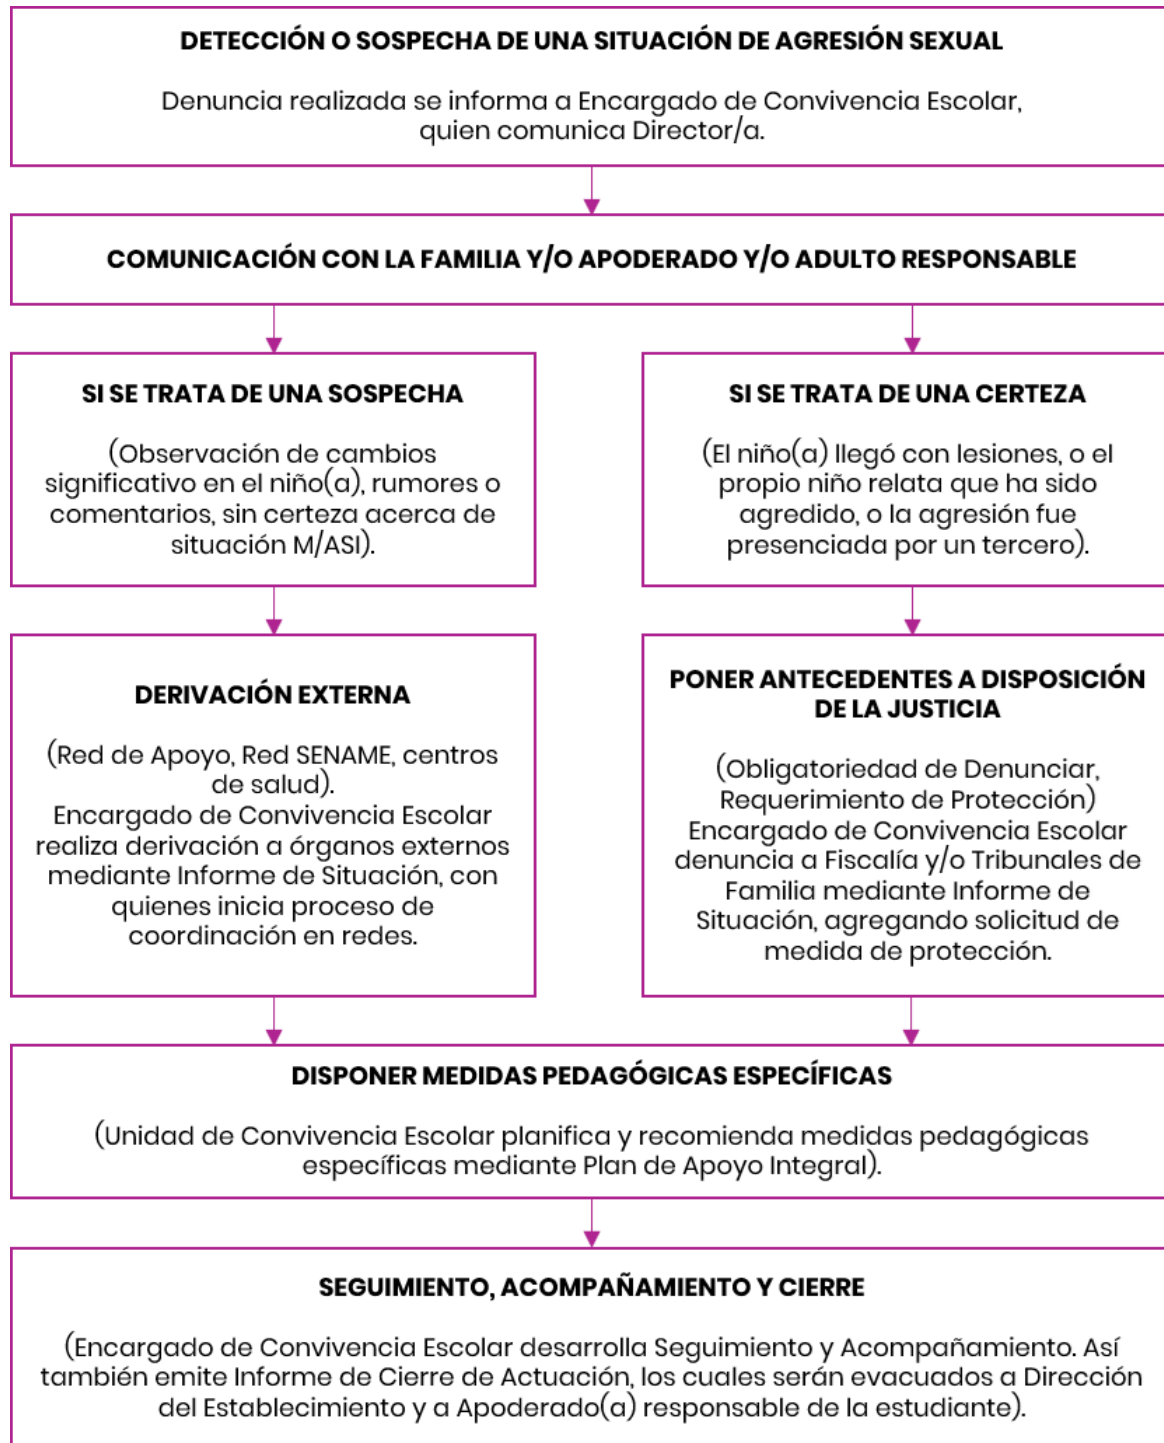 DETECCIÓN O SOSPECHA DE UNA SITUACIÓN DE AGRESIÓN SEXUAL
Denuncia realizada se informa a Encargado de Convivencia Escolar,
quien comunica Director/a.
COMUNICACIÓN CON LA FAMILIA Y/O APODERADO Y/O ADULTO RESPONSABLE
SI SE TRATA DE UNA SOSPECHA
(Observación de cambios
significativo en el niño(a), rumores o
comentarios, sin certeza acerca de
situación M/ASI).
SI SE TRATA DE UNA CERTEZA
(El niño(a) llegó con lesiones, o el
propio niño relata que ha sido
agredido, o la agresión fue
presenciada por un tercero).
DERIVACIÓN EXTERNA
(Red de Apoyo, Red SENAME, centros
de salud).
Encargado de Convivencia Escolar
realiza derivación a órganos externos
mediante Informe de Situación, con
quienes inicia proceso de
coordinación en redes.
PONER ANTECEDENTES A DISPOSICIÓN
DE LA JUSTICIA
(Obligatoriedad de Denunciar,
Requerimiento de Protección)
Encargado de Convivencia Escolar
denuncia a Fiscalía y/o Tribunales de
Familia mediante Informe de
Situación, agregando solicitud de
medida de protección.
DISPONER MEDIDAS PEDAGÓGICAS ESPECÍFICAS
(Unidad de Convivencia Escolar planifica y recomienda medidas pedagógicas
específicas mediante Plan de Apoyo Integral).
SEGUIMIENTO, ACOMPAÑAMIENTO Y CIERRE
(Encargado de Convivencia Escolar desarrolla Seguimiento y Acompañamiento. Así
también emite Informe de Cierre de Actuación, los cuales serán evacuados a Dirección
del Establecimiento y a Apoderado(a) responsable de la estudiante).